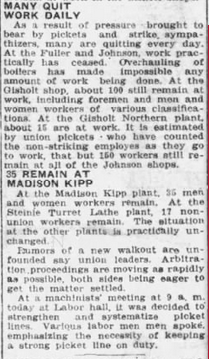 MANY QUIT
WORK DAILY
As a result of pressure brought to
bear by pickets and strike, sympa-
thizers, many are quitting every day.
At the Fuller and Johnson, work prac-
tically has ceased. Overhauling of
boilers has made impossible any
amount of work being done. At the
Gisholt shop, about 100 still remain at
work, including foremen and men and
women workers of various classifica-
tions. At the Gisholt Northern plant,
about 15 are at work. It is estimated
by union pickets who have counted
the non-striking employes as they go
to work, that but 150 workers still re-
main at all of the Johnson shops.
35 REMAIN AT
MADISON KIPP
At the Madison Kipp plant, 35 men
and women workers remain. At the
Steinle Turret Lathe plant, 17 non-
union workers remain. The situation
at the other plants is practically un-
changed.
Rumors of a new walkout are un-
founded say union leaders. Arbitra-
tion proceedings are moving as rapidly
as possible, both sides being eager to
get the matter settled.
At a machinists' meeting at 9 a. m.
today at Labor hall, it was decided to
strengthen and systematize picket
lines. Various labor men men spoke,
emphasizing the necessity of keeping
a strong picket line on duty.